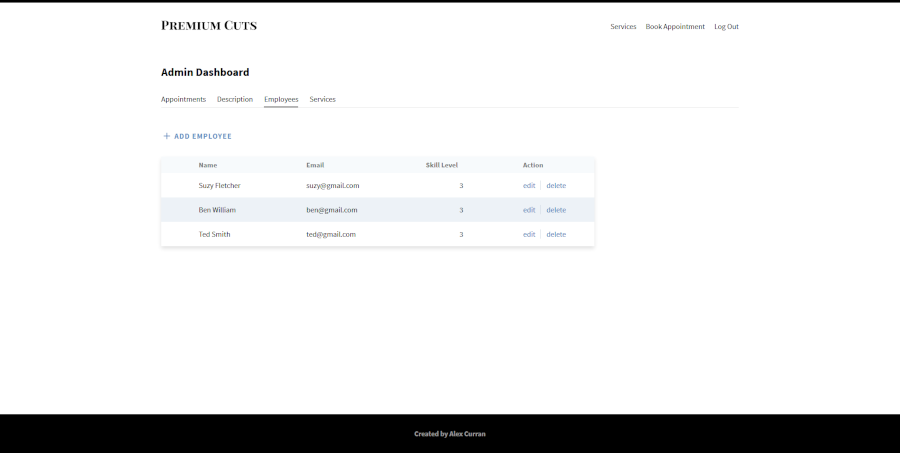 PREMIUM CUTS
Services Book Appointment Log Out
Admin Dashboard
Appointments Description Employees Services
+ ADD EMPLOYEE
Name Email Skill Level Action
Suzy Fletcher suzy@gmail.com 3 edit | delete
Ben William ben@gmail.com 3 edit | delete
Ted Smith ted@gmail.com 3 edit | delete
Created by Alex Curran